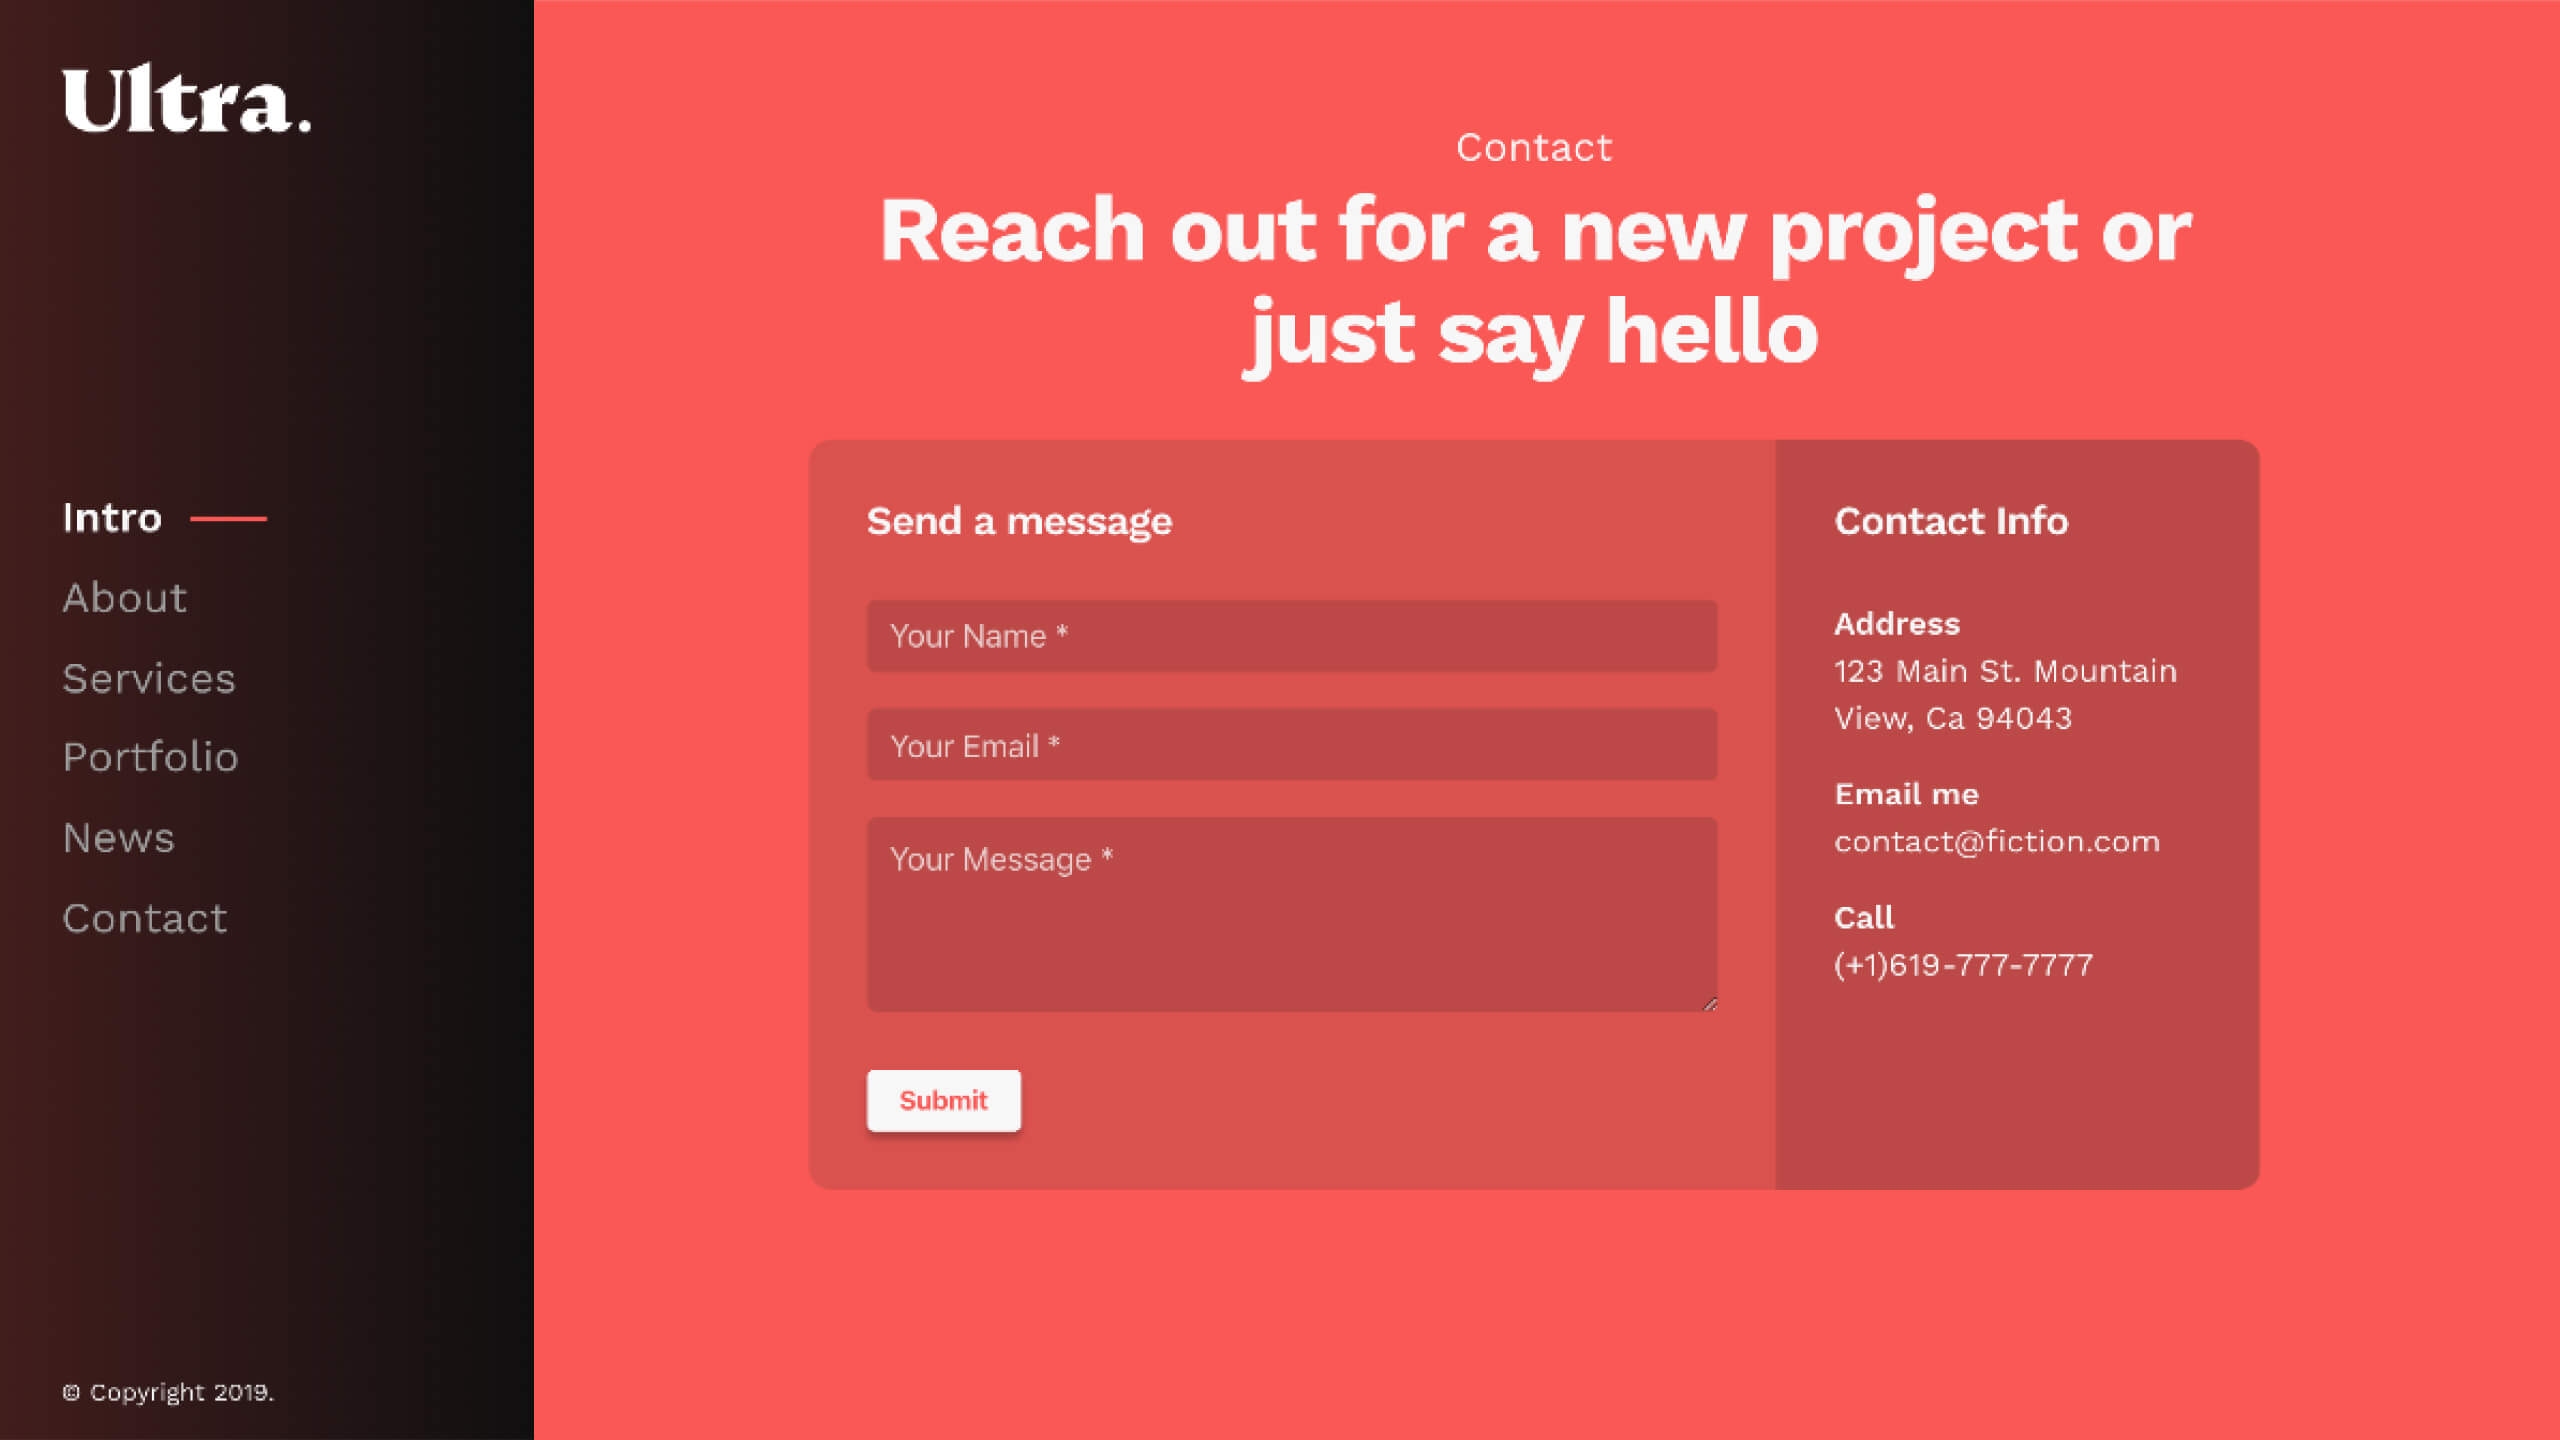 Ultra.
Intro
About
Services
Portfolio
News
Contact
© Copyright 2019.
Contact
Reach out for a new project or
just say hello
Send a message
Your Name *
Your Email *
Your Message *
Submit
Contact Info
Address
123 Main St. Mountain
View, Ca 94043
Email me
contact@fiction.com
Call
(+1)619-777-7777